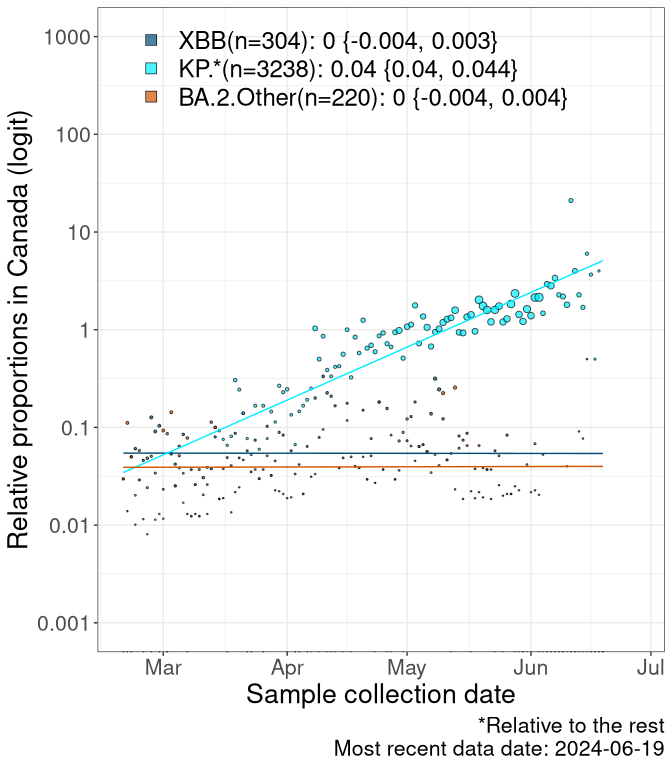 1000
100
10
1
0.1
0.01
0.001
XBB(n=304): 0 {-0.004, 0.003}
KP.*(n=3238): 0.04 {0.04, 0.044}
BA.2.Other(n=220): 0 {-0.004, 0.004}
Relative proportions in Canada (logit)
Mar Apr May Jun Jul
Sample collection date
*Relative to the rest
Most recent data date: 2024-06-19